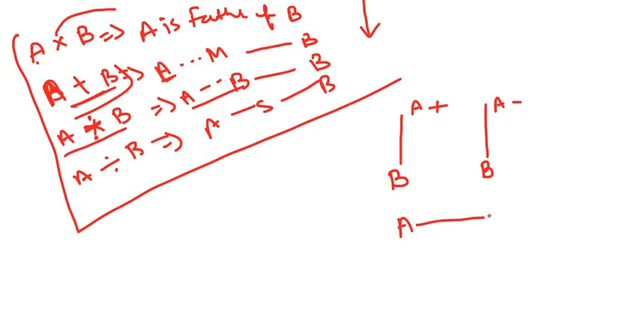 A × B => A is Father of B
A + B => A ... M — B
A * B => A -- B — B
A ÷ B => A — S — B
A + A -
B B
A —